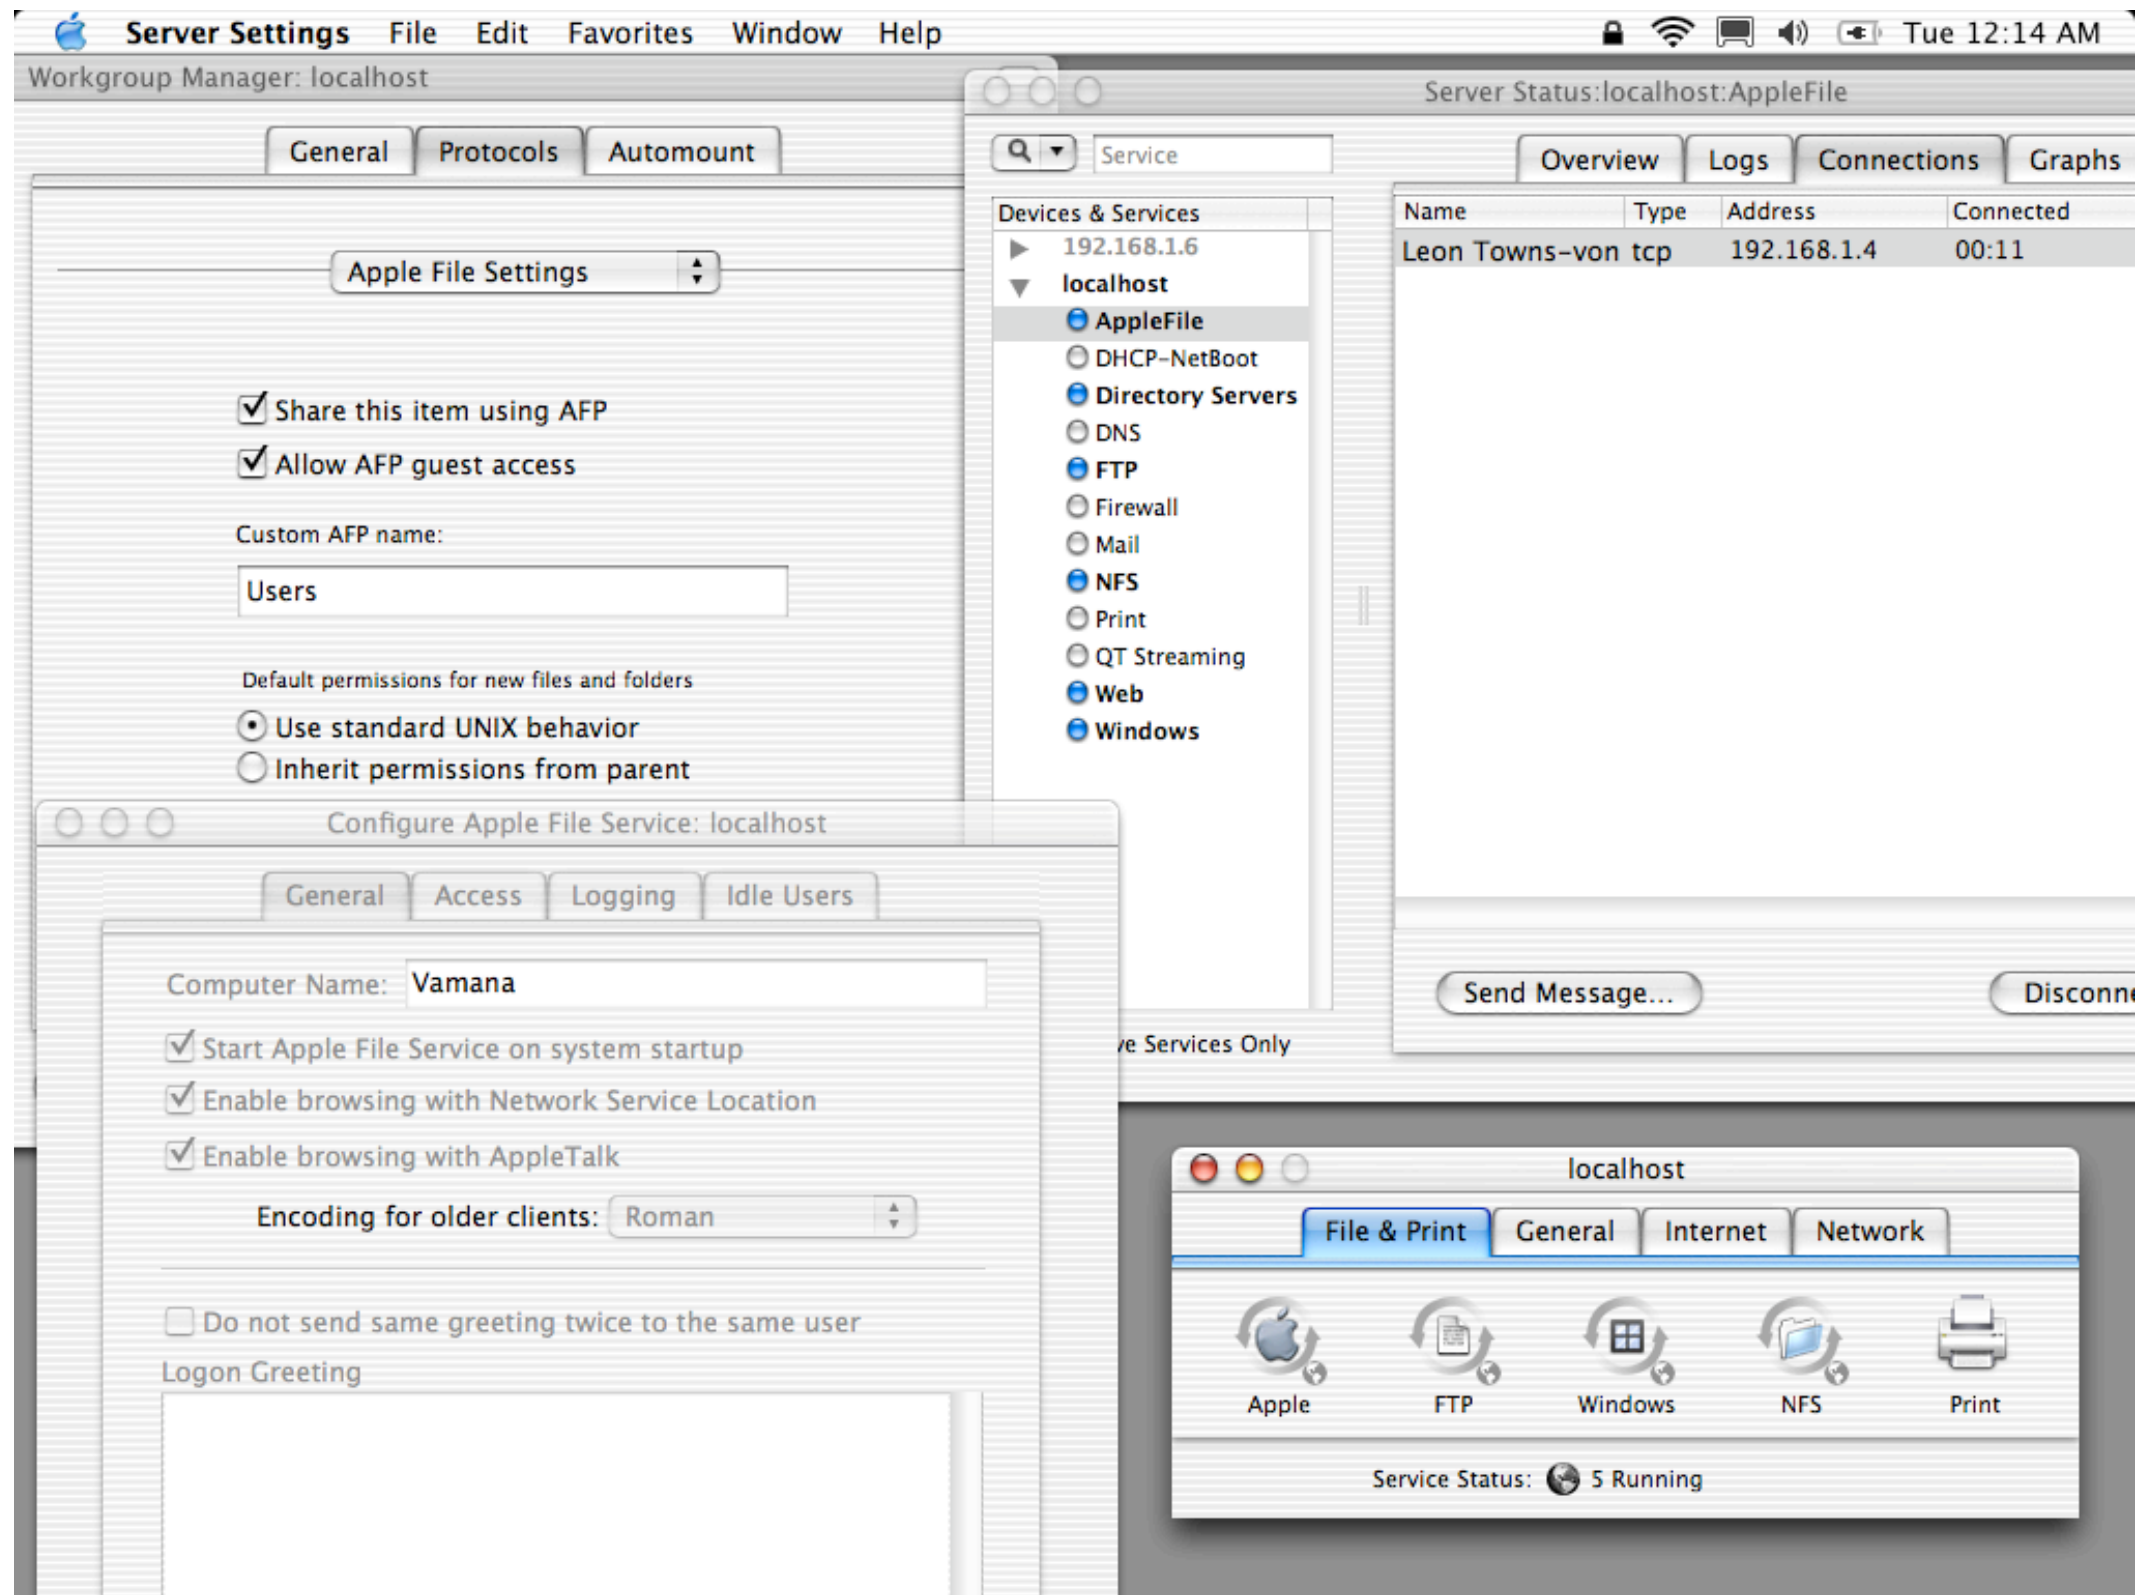 Server Settings File Edit Favorites Window Help Tue 12:14 AM
Workgroup Manager: localhost
General Protocols Automount
Apple File Settings
Share this item using AFP
Allow AFP guest access
Custom AFP name:
Users
Default permissions for new files and folders
Use standard UNIX behavior
Inherit permissions from parent
Server Status:localhost:AppleFile
Service
Overview Logs Connections Graphs
Devices & Services
192.168.1.6
localhost
AppleFile
DHCP-NetBoot
Directory Servers
DNS
FTP
Firewall
Mail
NFS
Print
QT Streaming
Web
Windows
Name Type Address Connected
Leon Towns-von tcp 192.168.1.4 00:11
Send Message...
Services Only
Configure Apple File Service: localhost
General Access Logging Idle Users
Computer Name: Vamana
Start Apple File Service on system startup
Enable browsing with Network Service Location
Enable browsing with AppleTalk
Encoding for older clients: Roman
Do not send same greeting twice to the same user
Logon Greeting
localhost
File & Print General Internet Network
Apple FTP Windows NFS Print
Service Status: 5 Running